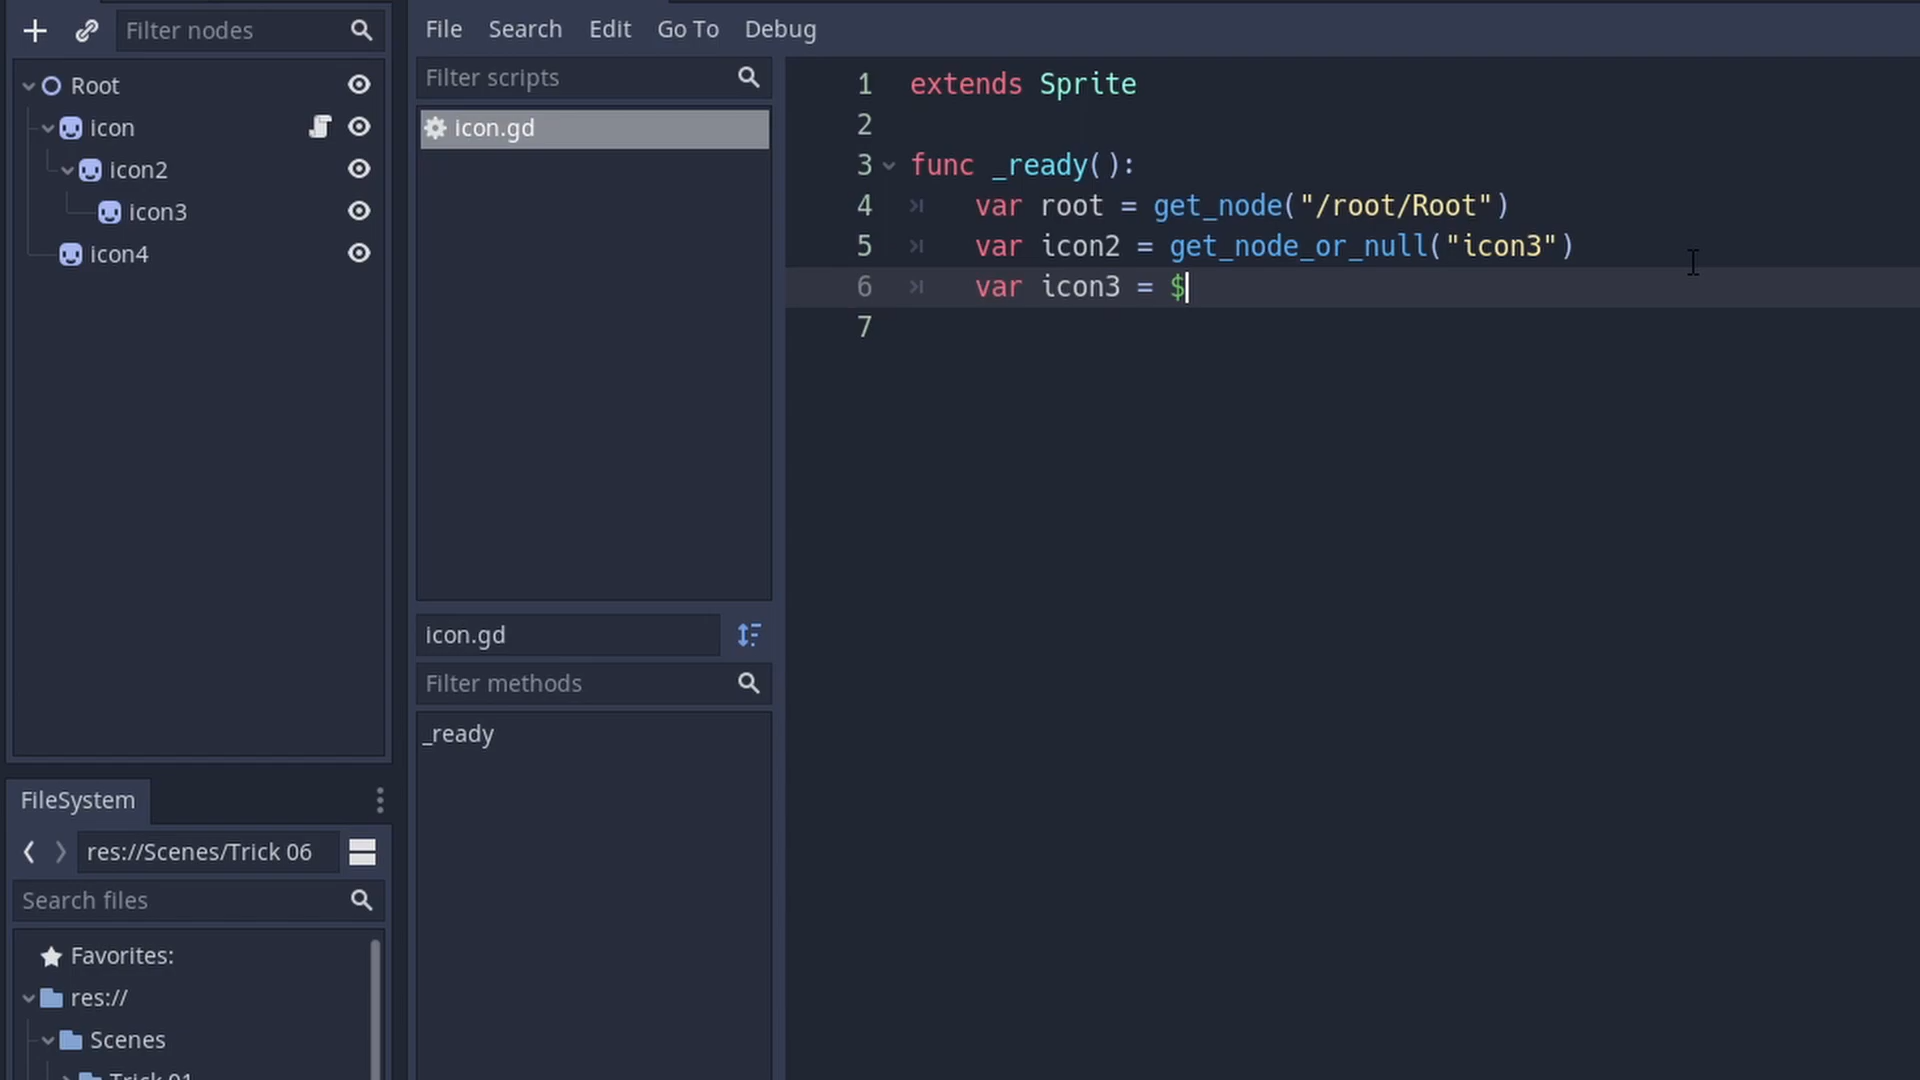 Filter nodes
Root
icon
icon2
icon3
icon4
FileSystem
res://Scenes/Trick 06
Search files
Favorites:
res://
Scenes
Trick 01
File Search Edit Go To Debug
Filter scripts
icon.gd
icon.gd
Filter methods
_ready
1 extends Sprite
2
3 func _ready():
4 var root = get_node("/root/Root")
5 var icon2 = get_node_or_null("icon3")
6 var icon3 = $
7